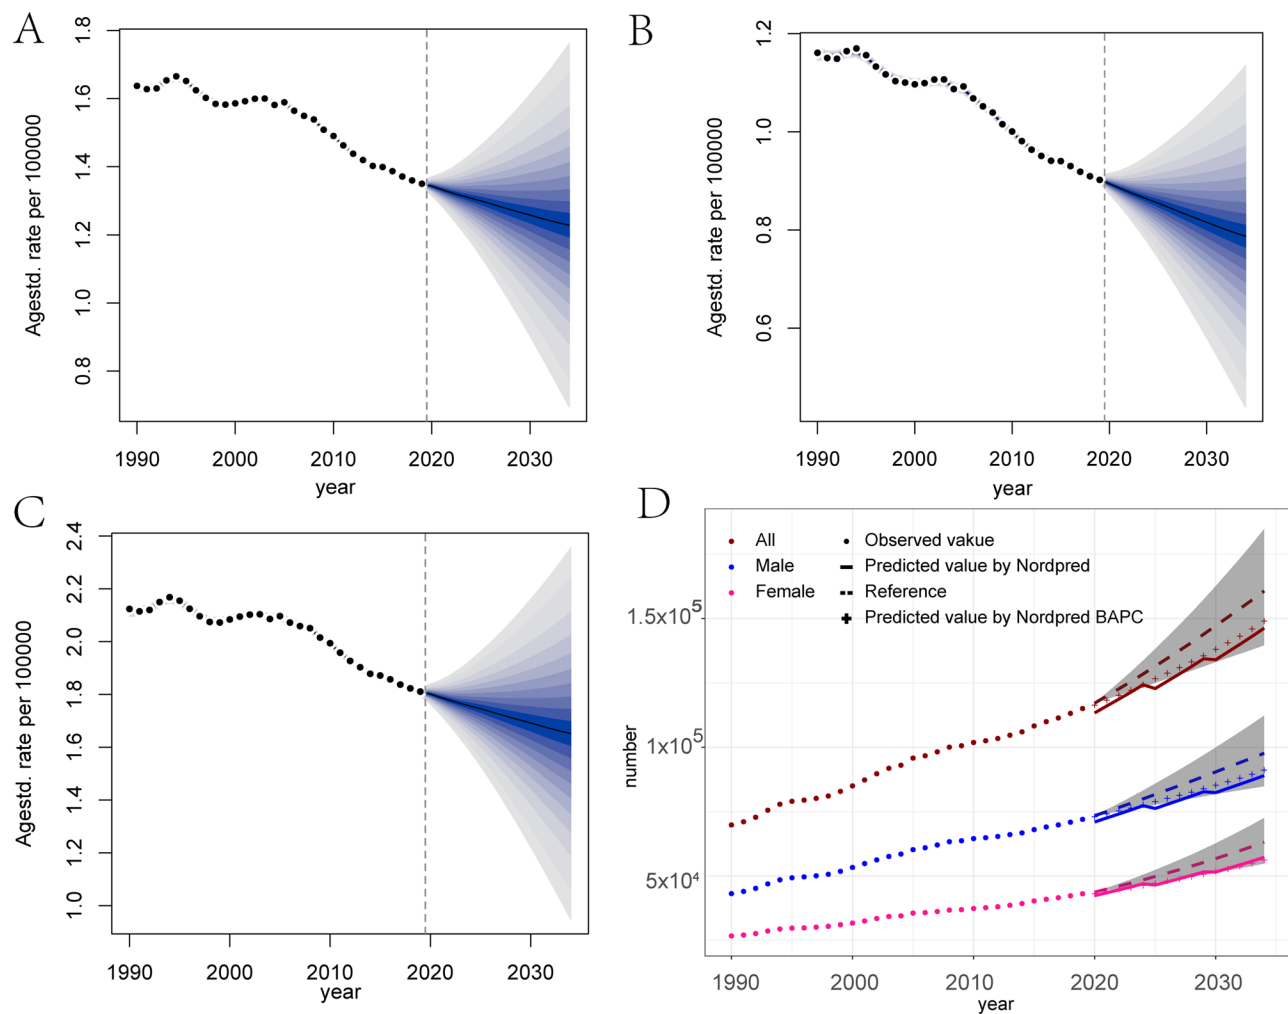 A
1.8
1.6
1.4
1.2
1.0
0.8
Agestd. rate per 100000
1990 2000 2010 2020 2030
year
B
1.2
1.0
0.8
0.6
Agestd. rate per 100000
1990 2000 2010 2020 2030
year
C
2.4
2.2
2.0
1.8
1.6
1.4
1.2
1.0
Agestd. rate per 100000
1990 2000 2010 2020 2030
year
D
All
Male
Female
Observed vakue
Predicted value by Nordpred
Reference
Predicted value by Nordpred BAPC
1.5x10⁵
1x10⁵
5x10⁴
number
1990 2000 2010 2020 2030
year